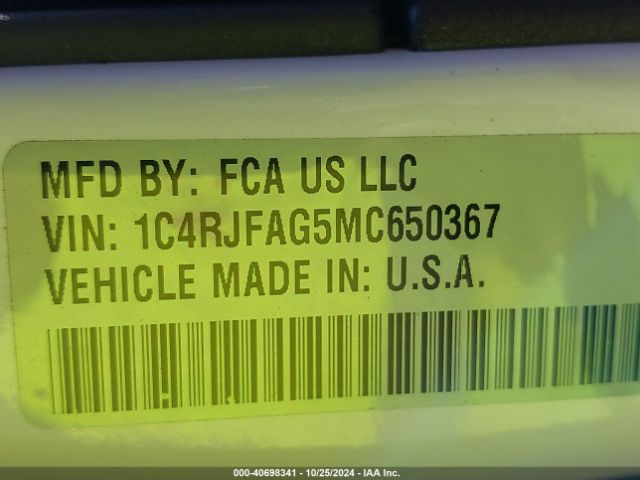 MFD BY: FCA US LLC
VIN: 1C4RJFAG5MC650367
VEHICLE MADE IN: U.S.A.
000-40698341 - 10/25/2024 - IAA Inc.